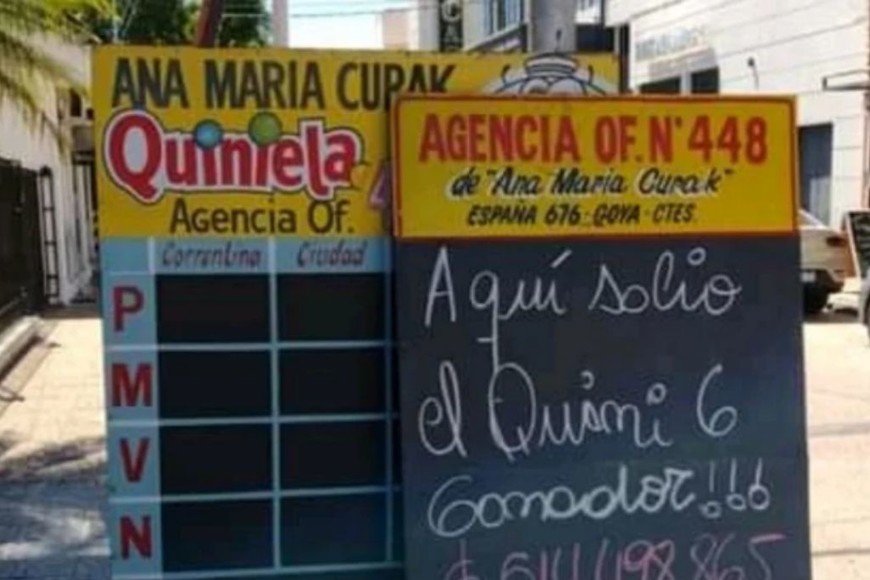 ANA MARIA CURAK
Quiniela
Agencia Of.
Correntina Ciudad
P
M
V
N
AGENCIA OF. N° 448
de "Ana Maria Curak"
ESPAÑA 676 - GOYA - CTES.
Aquí solio
el Quini 6
Ganador!!!